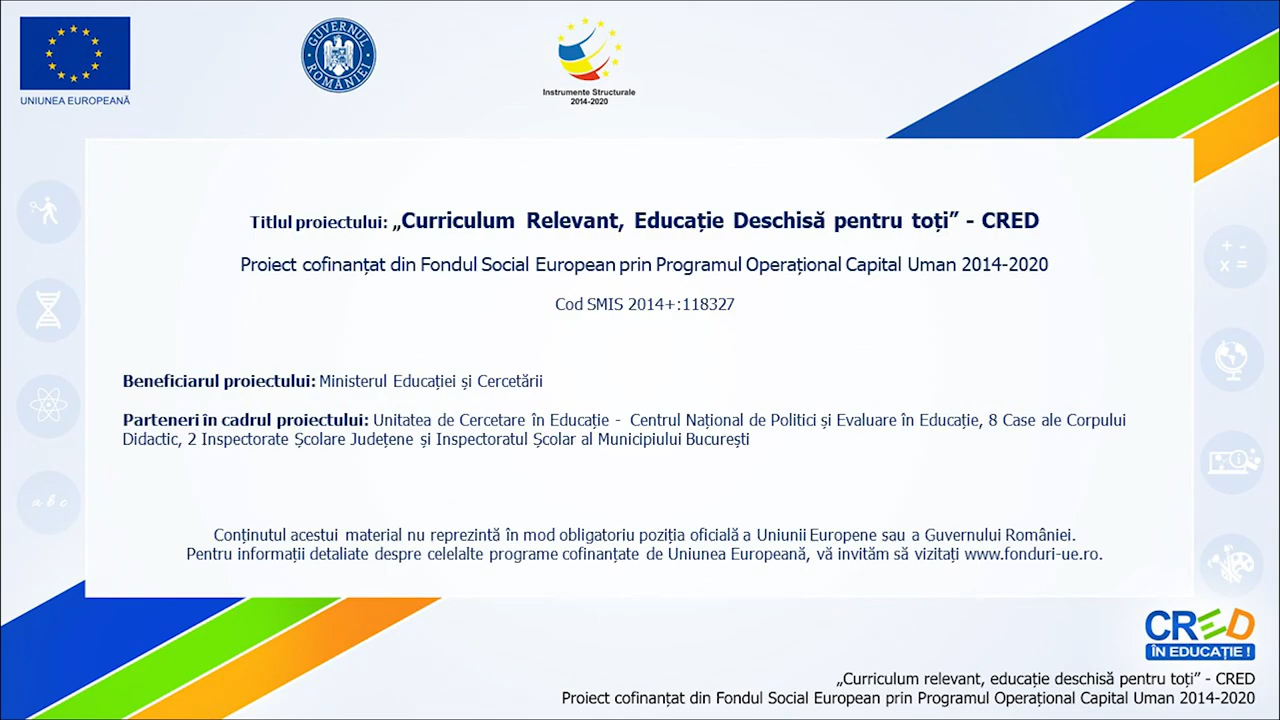 UNIUNEA EUROPEANĂ
GUVERNUL ROMÂNIEI
Instrumente Structurale
2014-2020
Titlul proiectului: „Curriculum Relevant, Educație Deschisă pentru toți” - CRED
Proiect cofinanțat din Fondul Social European prin Programul Operațional Capital Uman 2014-2020
Cod SMIS 2014+:118327
Beneficiarul proiectului: Ministerul Educației și Cercetării
Parteneri în cadrul proiectului: Unitatea de Cercetare în Educație - Centrul Național de Politici și Evaluare în Educație, 8 Case ale Corpului
Didactic, 2 Inspectorate Școlare Județene și Inspectoratul Școlar al Municipiului București
Conținutul acestui material nu reprezintă în mod obligatoriu poziția oficială a Uniunii Europene sau a Guvernului României.
Pentru informații detaliate despre celelalte programe cofinanțate de Uniunea Europeană, vă invităm să vizitați www.fonduri-ue.ro.
+ -
x =
a b c
CRED
ÎN EDUCAȚIE !
„Curriculum relevant, educație deschisă pentru toți” - CRED
Proiect cofinanțat din Fondul Social European prin Programul Operațional Capital Uman 2014-2020